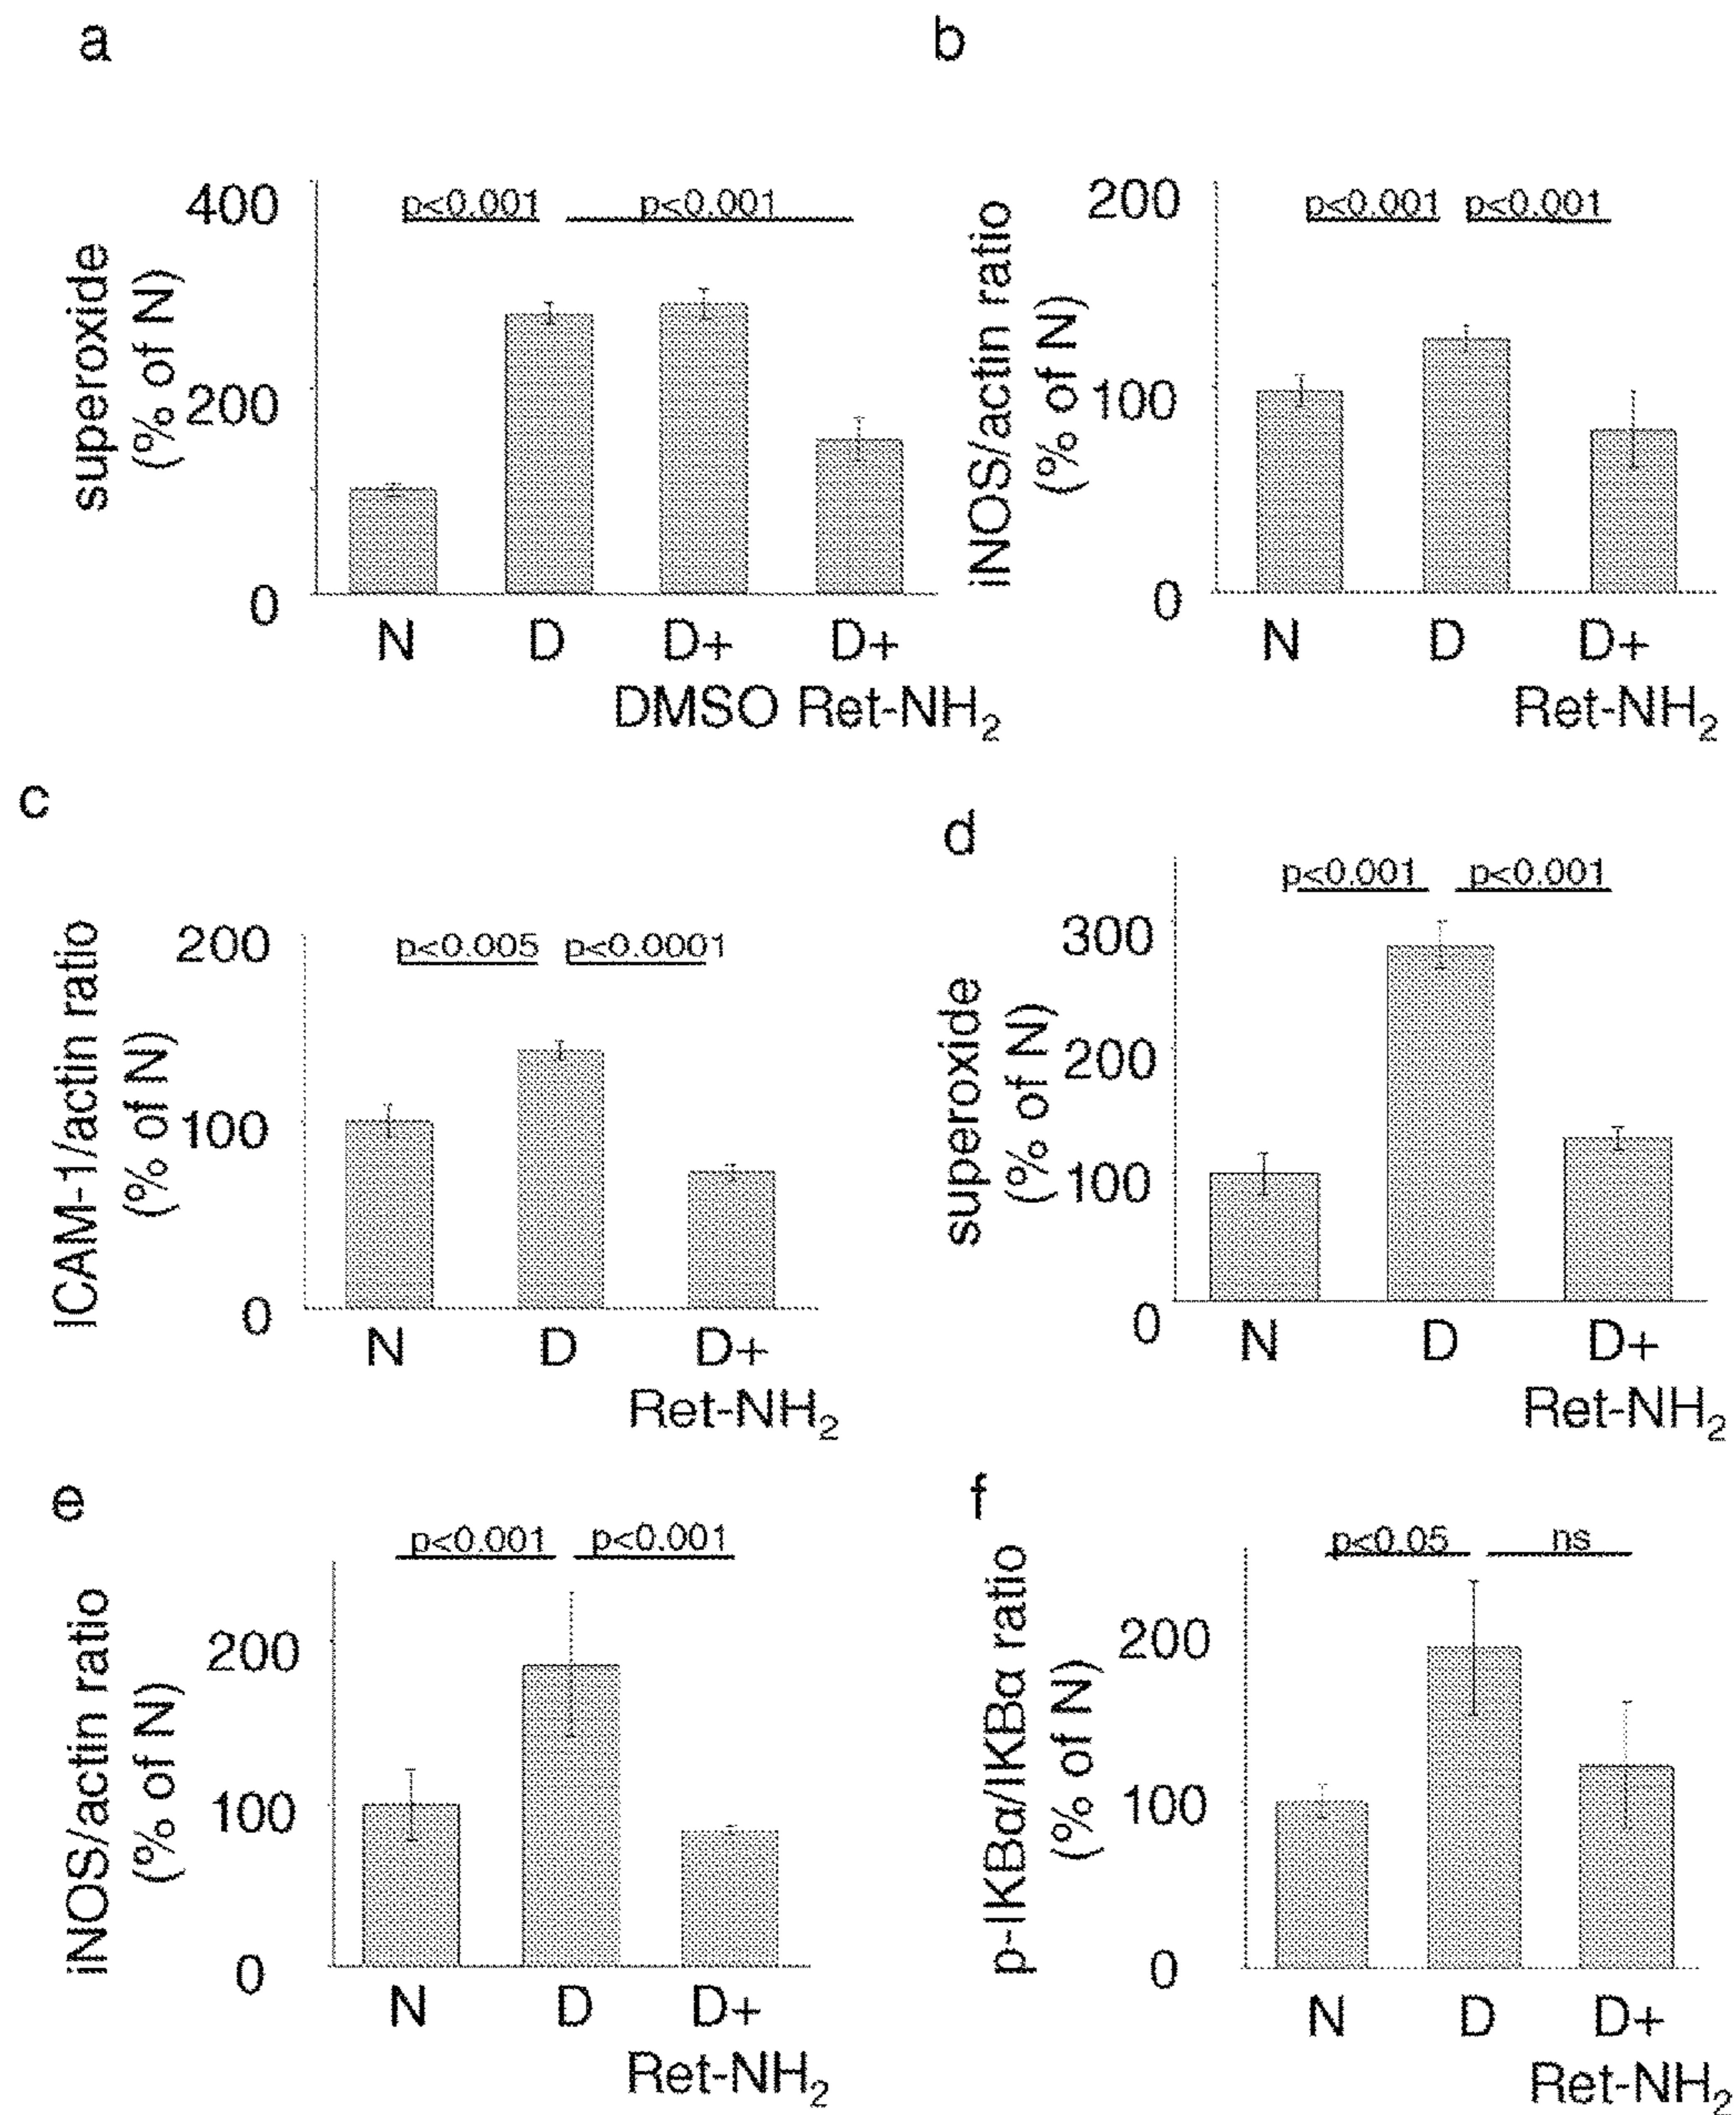 a
400
200
0
superoxide
(% of N)
p<0.001
p<0.001
N
D
D+
D+
DMSO Ret-NH₂
b
200
100
0
iNOS/actin ratio
(% of N)
p<0.001
p<0.001
N
D
D+
Ret-NH₂
c
200
100
0
ICAM-1/actin ratio
(% of N)
p<0.005
p<0.0001
N
D
D+
Ret-NH₂
d
300
200
100
0
superoxide
(% of N)
p<0.001
p<0.001
N
D
D+
Ret-NH₂
e
200
100
0
iNOS/actin ratio
(% of N)
p<0.001
p<0.001
N
D
D+
Ret-NH₂
f
200
100
0
p-IKBα/IKBα ratio
(% of N)
p<0.05
ns
N
D
D+
Ret-NH₂